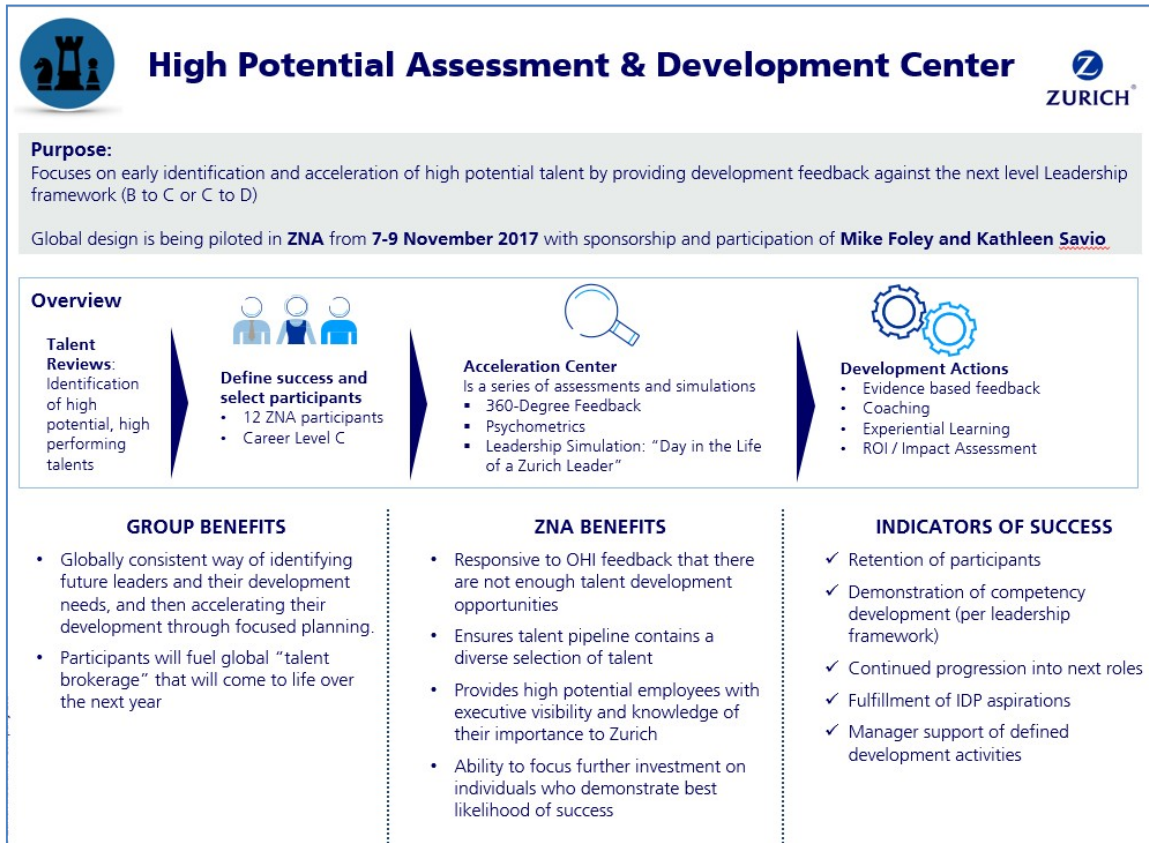 High Potential Assessment & Development Center
ZURICH®
Purpose:
Focuses on early identification and acceleration of high potential talent by providing development feedback against the next level Leadership
framework (B to C or C to D)
Global design is being piloted in ZNA from 7-9 November 2017 with sponsorship and participation of Mike Foley and Kathleen Savio
Overview
Talent
Reviews:
Identification
of high
potential, high
performing
talents
Define success and
select participants
• 12 ZNA participants
• Career Level C
Acceleration Center
Is a series of assessments and simulations
▪ 360-Degree Feedback
▪ Psychometrics
▪ Leadership Simulation: “Day in the Life
of a Zurich Leader”
Development Actions
• Evidence based feedback
• Coaching
• Experiential Learning
• ROI / Impact Assessment
GROUP BENEFITS
• Globally consistent way of identifying
future leaders and their development
needs, and then accelerating their
development through focused planning.
• Participants will fuel global “talent
brokerage” that will come to life over
the next year
ZNA BENEFITS
• Responsive to OHI feedback that there
are not enough talent development
opportunities
• Ensures talent pipeline contains a
diverse selection of talent
• Provides high potential employees with
executive visibility and knowledge of
their importance to Zurich
• Ability to focus further investment on
individuals who demonstrate best
likelihood of success
INDICATORS OF SUCCESS
✓ Retention of participants
✓ Demonstration of competency
development (per leadership
framework)
✓ Continued progression into next roles
✓ Fulfillment of IDP aspirations
✓ Manager support of defined
development activities